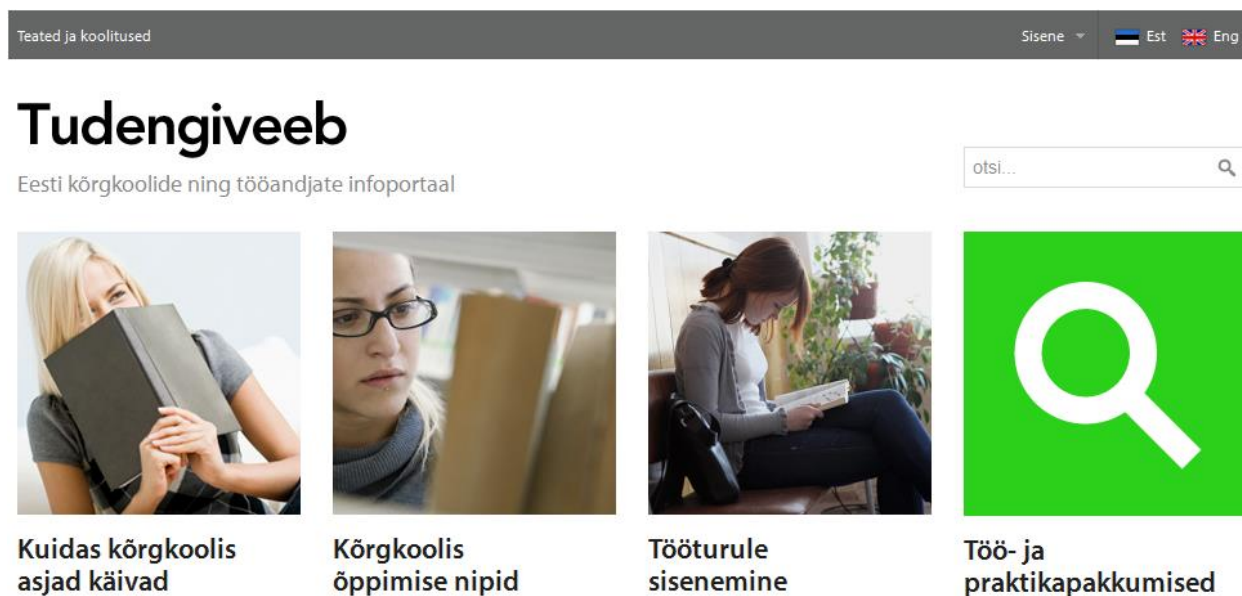 Teated ja koolitused
Sisene
Est
Eng
Tudengiveeb
Eesti kõrgkoolide ning tööandjate infoportaal
otsi...
Kuidas kõrgkoolis
asjad käivad
Kõrgkoolis
õppimise nipid
Tööturule
sisenemine
Töö- ja
praktikapakkumised